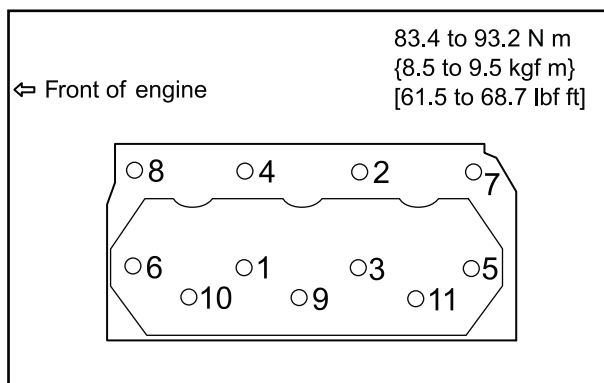 83.4 to 93.2 N m
{8.5 to 9.5 kgf m}
⇦ Front of engine
[61.5 to 68.7 lbf ft]
8 4 2 7
6 1 3 5
10 9 11